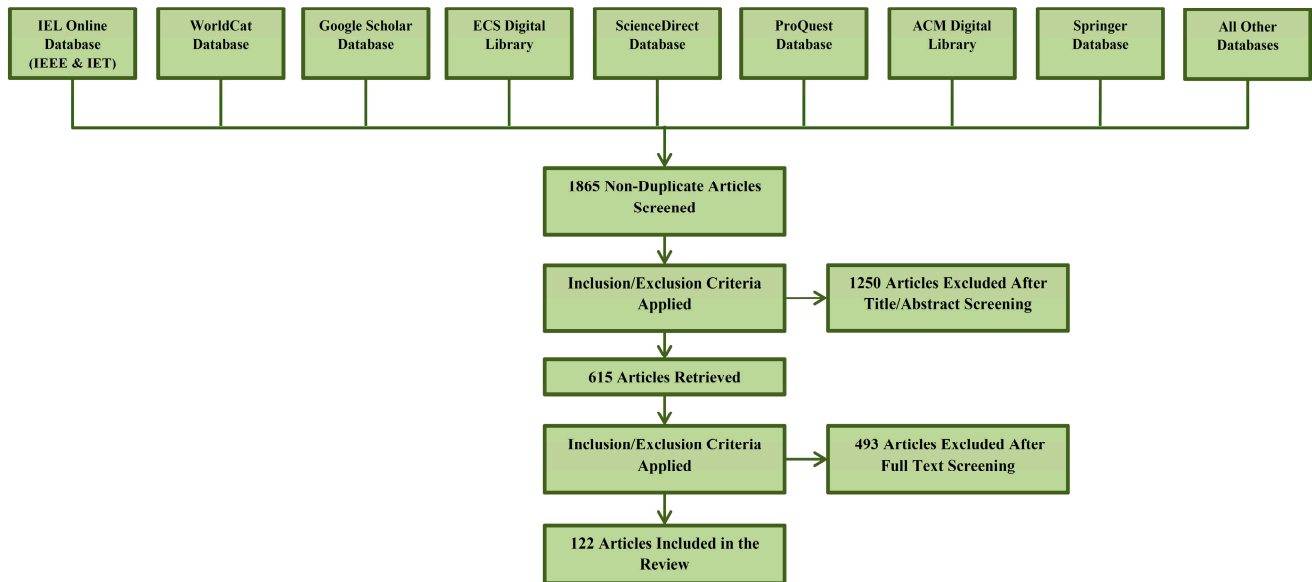 IEL Online
Database
(IEEE & IET)
WorldCat
Database
Google Scholar
Database
ECS Digital
Library
ScienceDirect
Database
ProQuest
Database
ACM Digital
Library
Springer
Database
All Other
Databases
1865 Non-Duplicate Articles
Screened
Inclusion/Exclusion Criteria
Applied
1250 Articles Excluded After
Title/Abstract Screening
615 Articles Retrieved
Inclusion/Exclusion Criteria
Applied
493 Articles Excluded After
Full Text Screening
122 Articles Included in the
Review